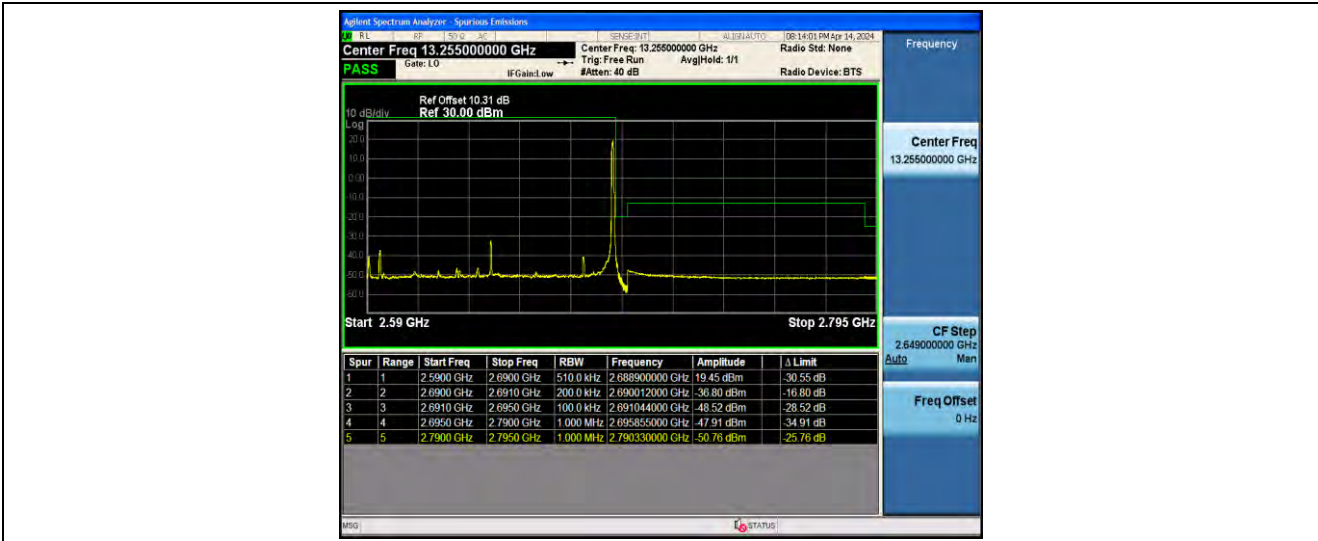 Agilent Spectrum Analyzer - Spurious Emissions
RL RF 50 Ω AC SENSE:INT ALIGNAUTO 08:14:01 PM Apr 14, 2024
Center Freq 13.255000000 GHz Center Freq: 13.255000000 GHz Radio Std: None
Gate: LO Trig: Free Run Avg|Hold: 1/1
PASS IFGain:Low #Atten: 40 dB Radio Device: BTS
Frequency
Ref Offset 10.31 dB
10 dB/div Ref 30.00 dBm
Log
20.0
10.0
0.00
-10.0
-20.0
-30.0
-40.0
-50.0
-60.0
Start 2.59 GHz Stop 2.795 GHz
Center Freq
13.255000000 GHz
CF Step
2.649000000 GHz
Auto Man
Freq Offset
0 Hz
Spur Range Start Freq Stop Freq RBW Frequency Amplitude Δ Limit
1 1 2.5900 GHz 2.6900 GHz 510.0 kHz 2.688900000 GHz 19.45 dBm -30.55 dB
2 2 2.6900 GHz 2.6910 GHz 200.0 kHz 2.690012000 GHz -36.80 dBm -16.80 dB
3 3 2.6910 GHz 2.6950 GHz 100.0 kHz 2.691044000 GHz -48.52 dBm -28.52 dB
4 4 2.6950 GHz 2.7900 GHz 1.000 MHz 2.695855000 GHz -47.91 dBm -34.91 dB
5 5 2.7900 GHz 2.7950 GHz 1.000 MHz 2.790330000 GHz -50.76 dBm -25.76 dB
MSG STATUS